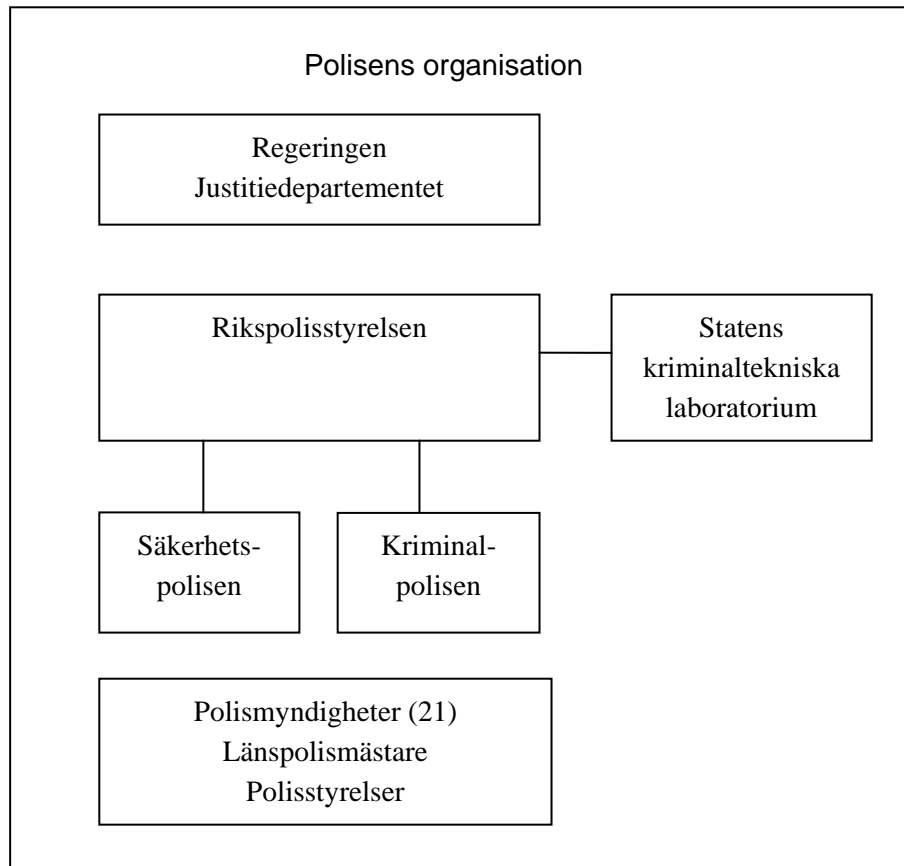 Polisens organisation
Regeringen
Justitiedepartementet
Rikspolisstyrelsen
Statens
kriminaltekniska
laboratorium
Säkerhets-
polisen
Kriminal-
polisen
Polismyndigheter (21)
Länspolismästare
Polisstyrelser